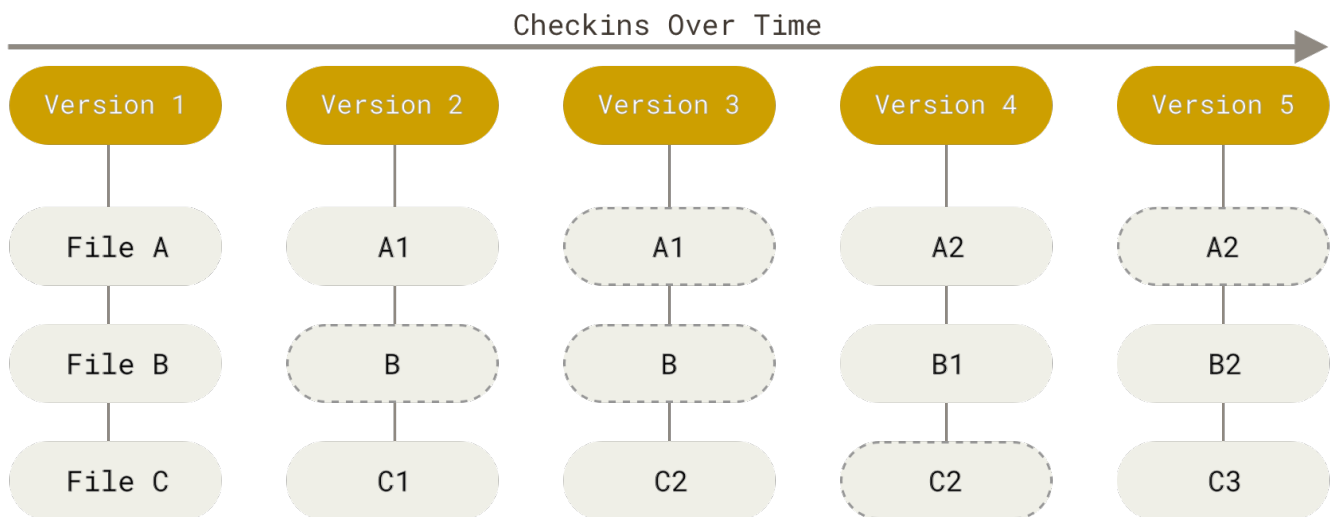 Checkins Over Time
Version 1 Version 2 Version 3 Version 4 Version 5
File A A1 A1 A2 A2
File B B B B1 B2
File C C1 C2 C2 C3